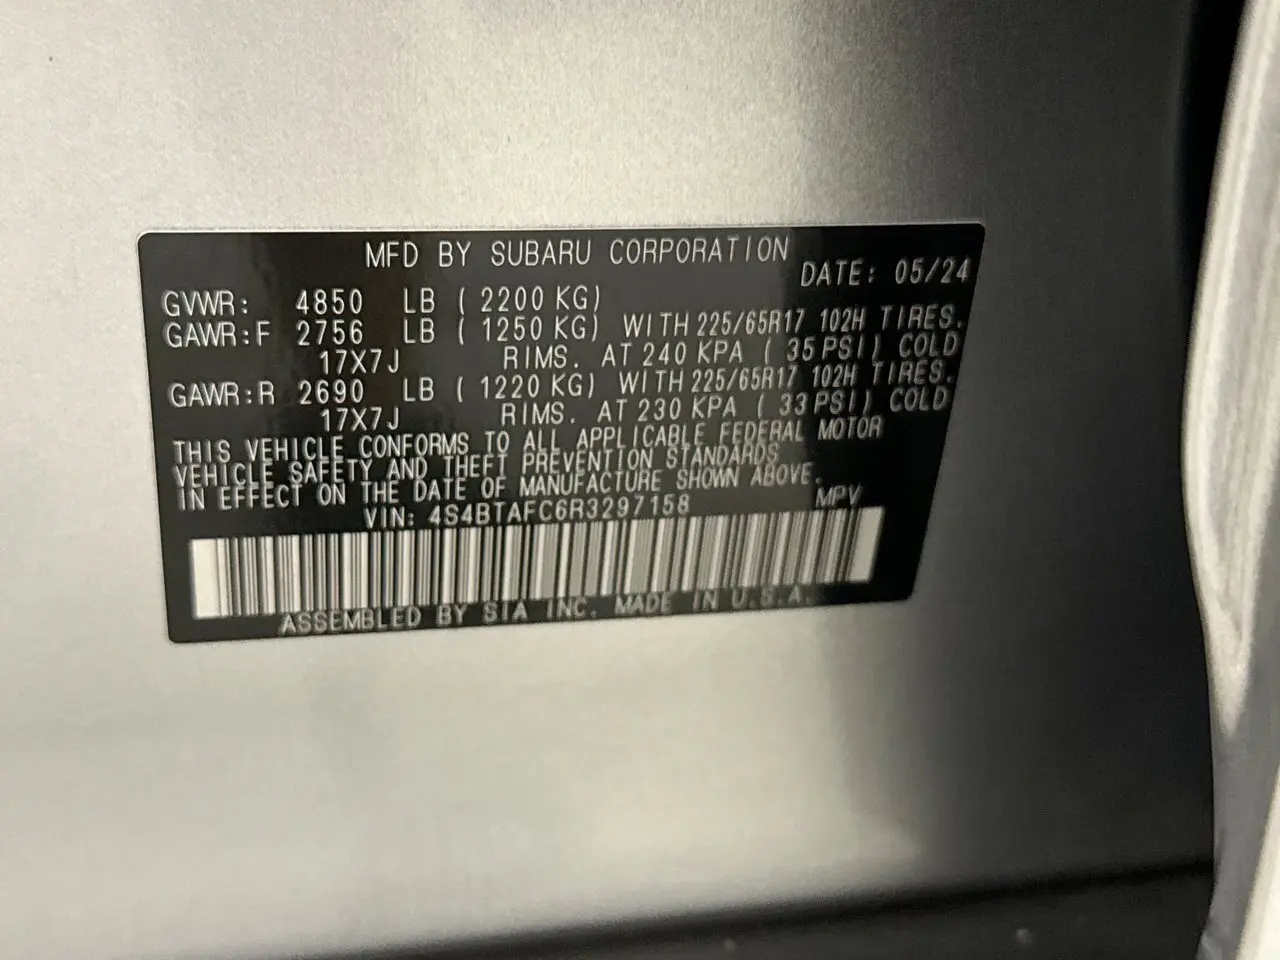 MFD BY SUBARU CORPORATION
DATE: 05/24
GVWR: 4850 LB ( 2200 KG)
GAWR:F 2756 LB ( 1250 KG) WITH 225/65R17 102H TIRES.
17X7J RIMS. AT 240 KPA ( 35 PSI) COLD
GAWR:R 2690 LB ( 1220 KG) WITH 225/65R17 102H TIRES.
17X7J RIMS. AT 230 KPA ( 33 PSI) COLD
THIS VEHICLE CONFORMS TO ALL APPLICABLE FEDERAL MOTOR
VEHICLE SAFETY AND THEFT PREVENTION STANDARDS
IN EFFECT ON THE DATE OF MANUFACTURE SHOWN ABOVE.
VIN: 4S4BTAFC6R3297158 MPV
ASSEMBLED BY SIA INC. MADE IN U.S.A.